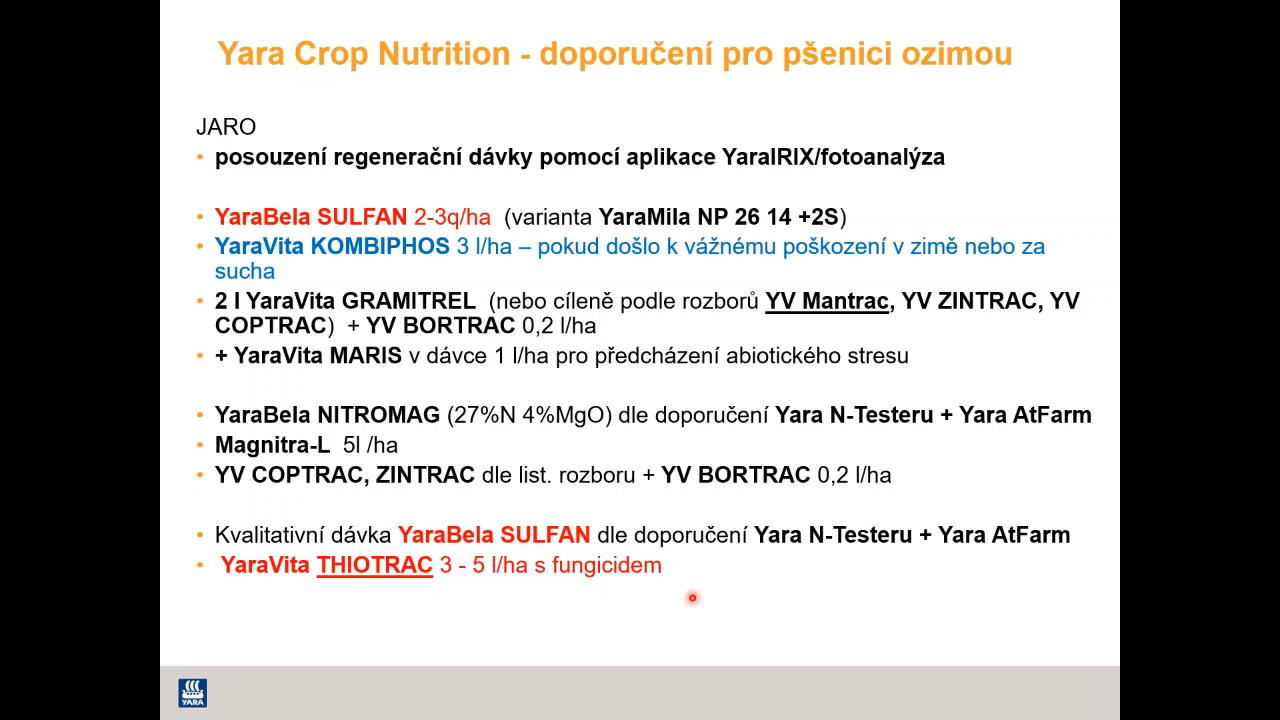 Yara Crop Nutrition - doporučení pro pšenici ozimou
JARO
• posouzení regenerační dávky pomocí aplikace YaraIRIX/fotoanalýza
• YaraBela SULFAN 2-3q/ha (varianta YaraMila NP 26 14 +2S)
• YaraVita KOMBIPHOS 3 l/ha – pokud došlo k vážnému poškození v zimě nebo za
sucha
• 2 l YaraVita GRAMITREL (nebo cíleně podle rozborů YV Mantrac, YV ZINTRAC, YV
COPTRAC) + YV BORTRAC 0,2 l/ha
• + YaraVita MARIS v dávce 1 l/ha pro předcházení abiotického stresu
• YaraBela NITROMAG (27%N 4%MgO) dle doporučení Yara N-Testeru + Yara AtFarm
• Magnitra-L 5l /ha
• YV COPTRAC, ZINTRAC dle list. rozboru + YV BORTRAC 0,2 l/ha
• Kvalitativní dávka YaraBela SULFAN dle doporučení Yara N-Testeru + Yara AtFarm
• YaraVita THIOTRAC 3 - 5 l/ha s fungicidem
YARA